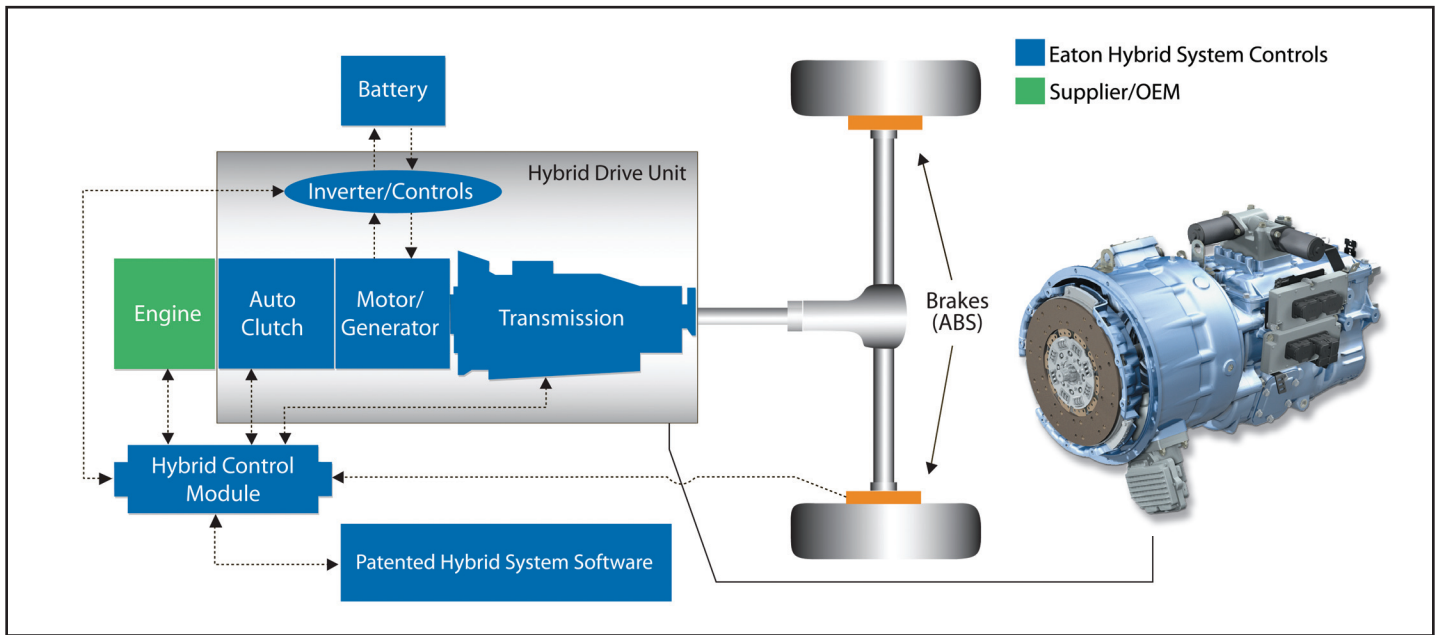 Eaton Hybrid System Controls
Supplier/OEM
Battery
Hybrid Drive Unit
Inverter/Controls
Engine
Auto
Clutch
Motor/
Generator
Transmission
Brakes
(ABS)
Hybrid Control
Module
Patented Hybrid System Software